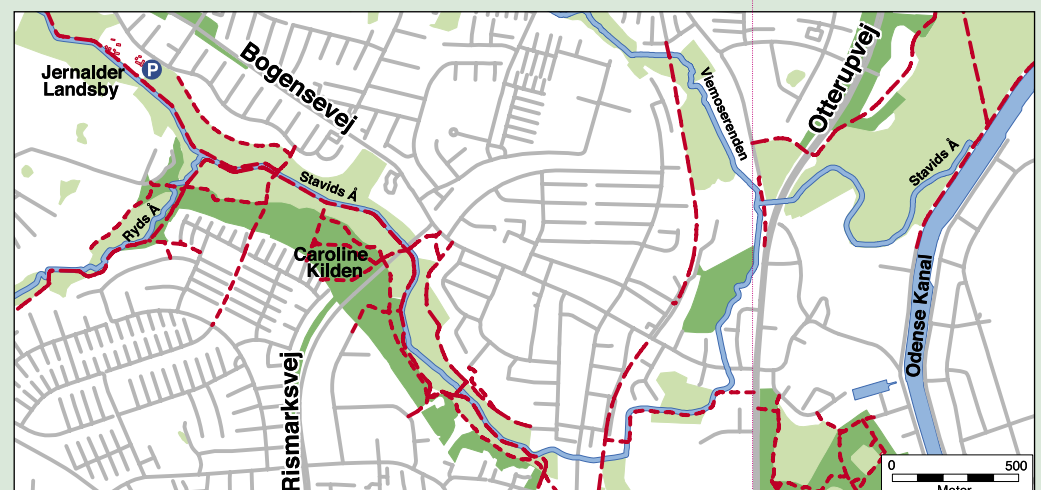 Jernalder
Landsby
P
Bogensevej
Viemoserenden
Otterupvej
Stavids Å
Stavids Å
Ryds Å
Caroline
Kilden
Rismarksvej
Odense Kanal
0 500
Meter